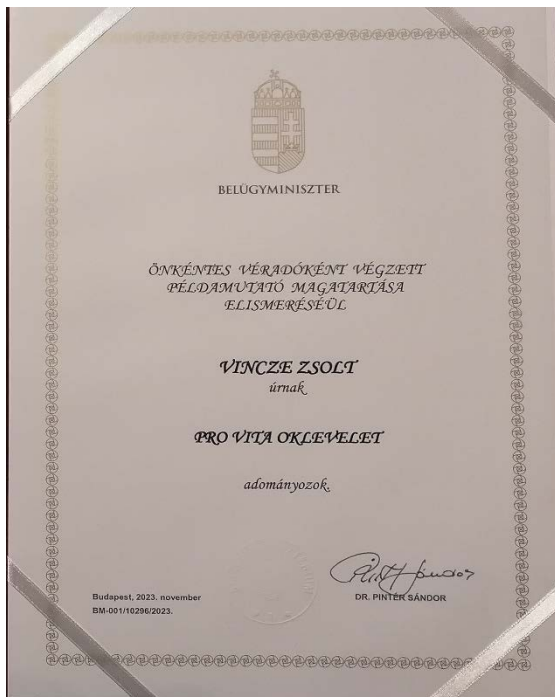 BELÜGYMINISZTER
ÖNKÉNTES VÉRADÓKÉNT VÉGZETT
PÉLDAMUTATÓ MAGATARTÁSA
ELISMERÉSÉÜL
VINCZE ZSOLT
úrnak
PRO VITA OKLEVELET
adományozok.
Budapest, 2023. november
BM-001/10296/2023.
DR. PINTÉR SÁNDOR